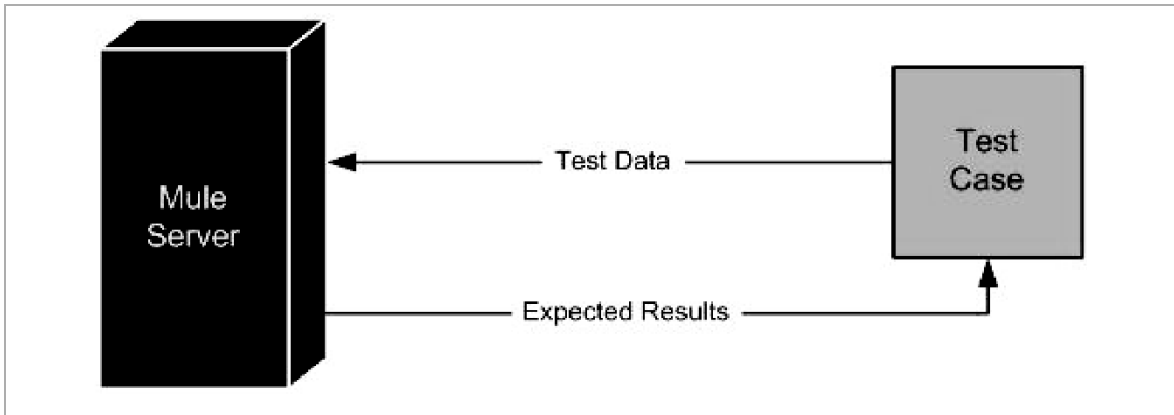 Mule
Server
Test Data
Test
Case
Expected Results